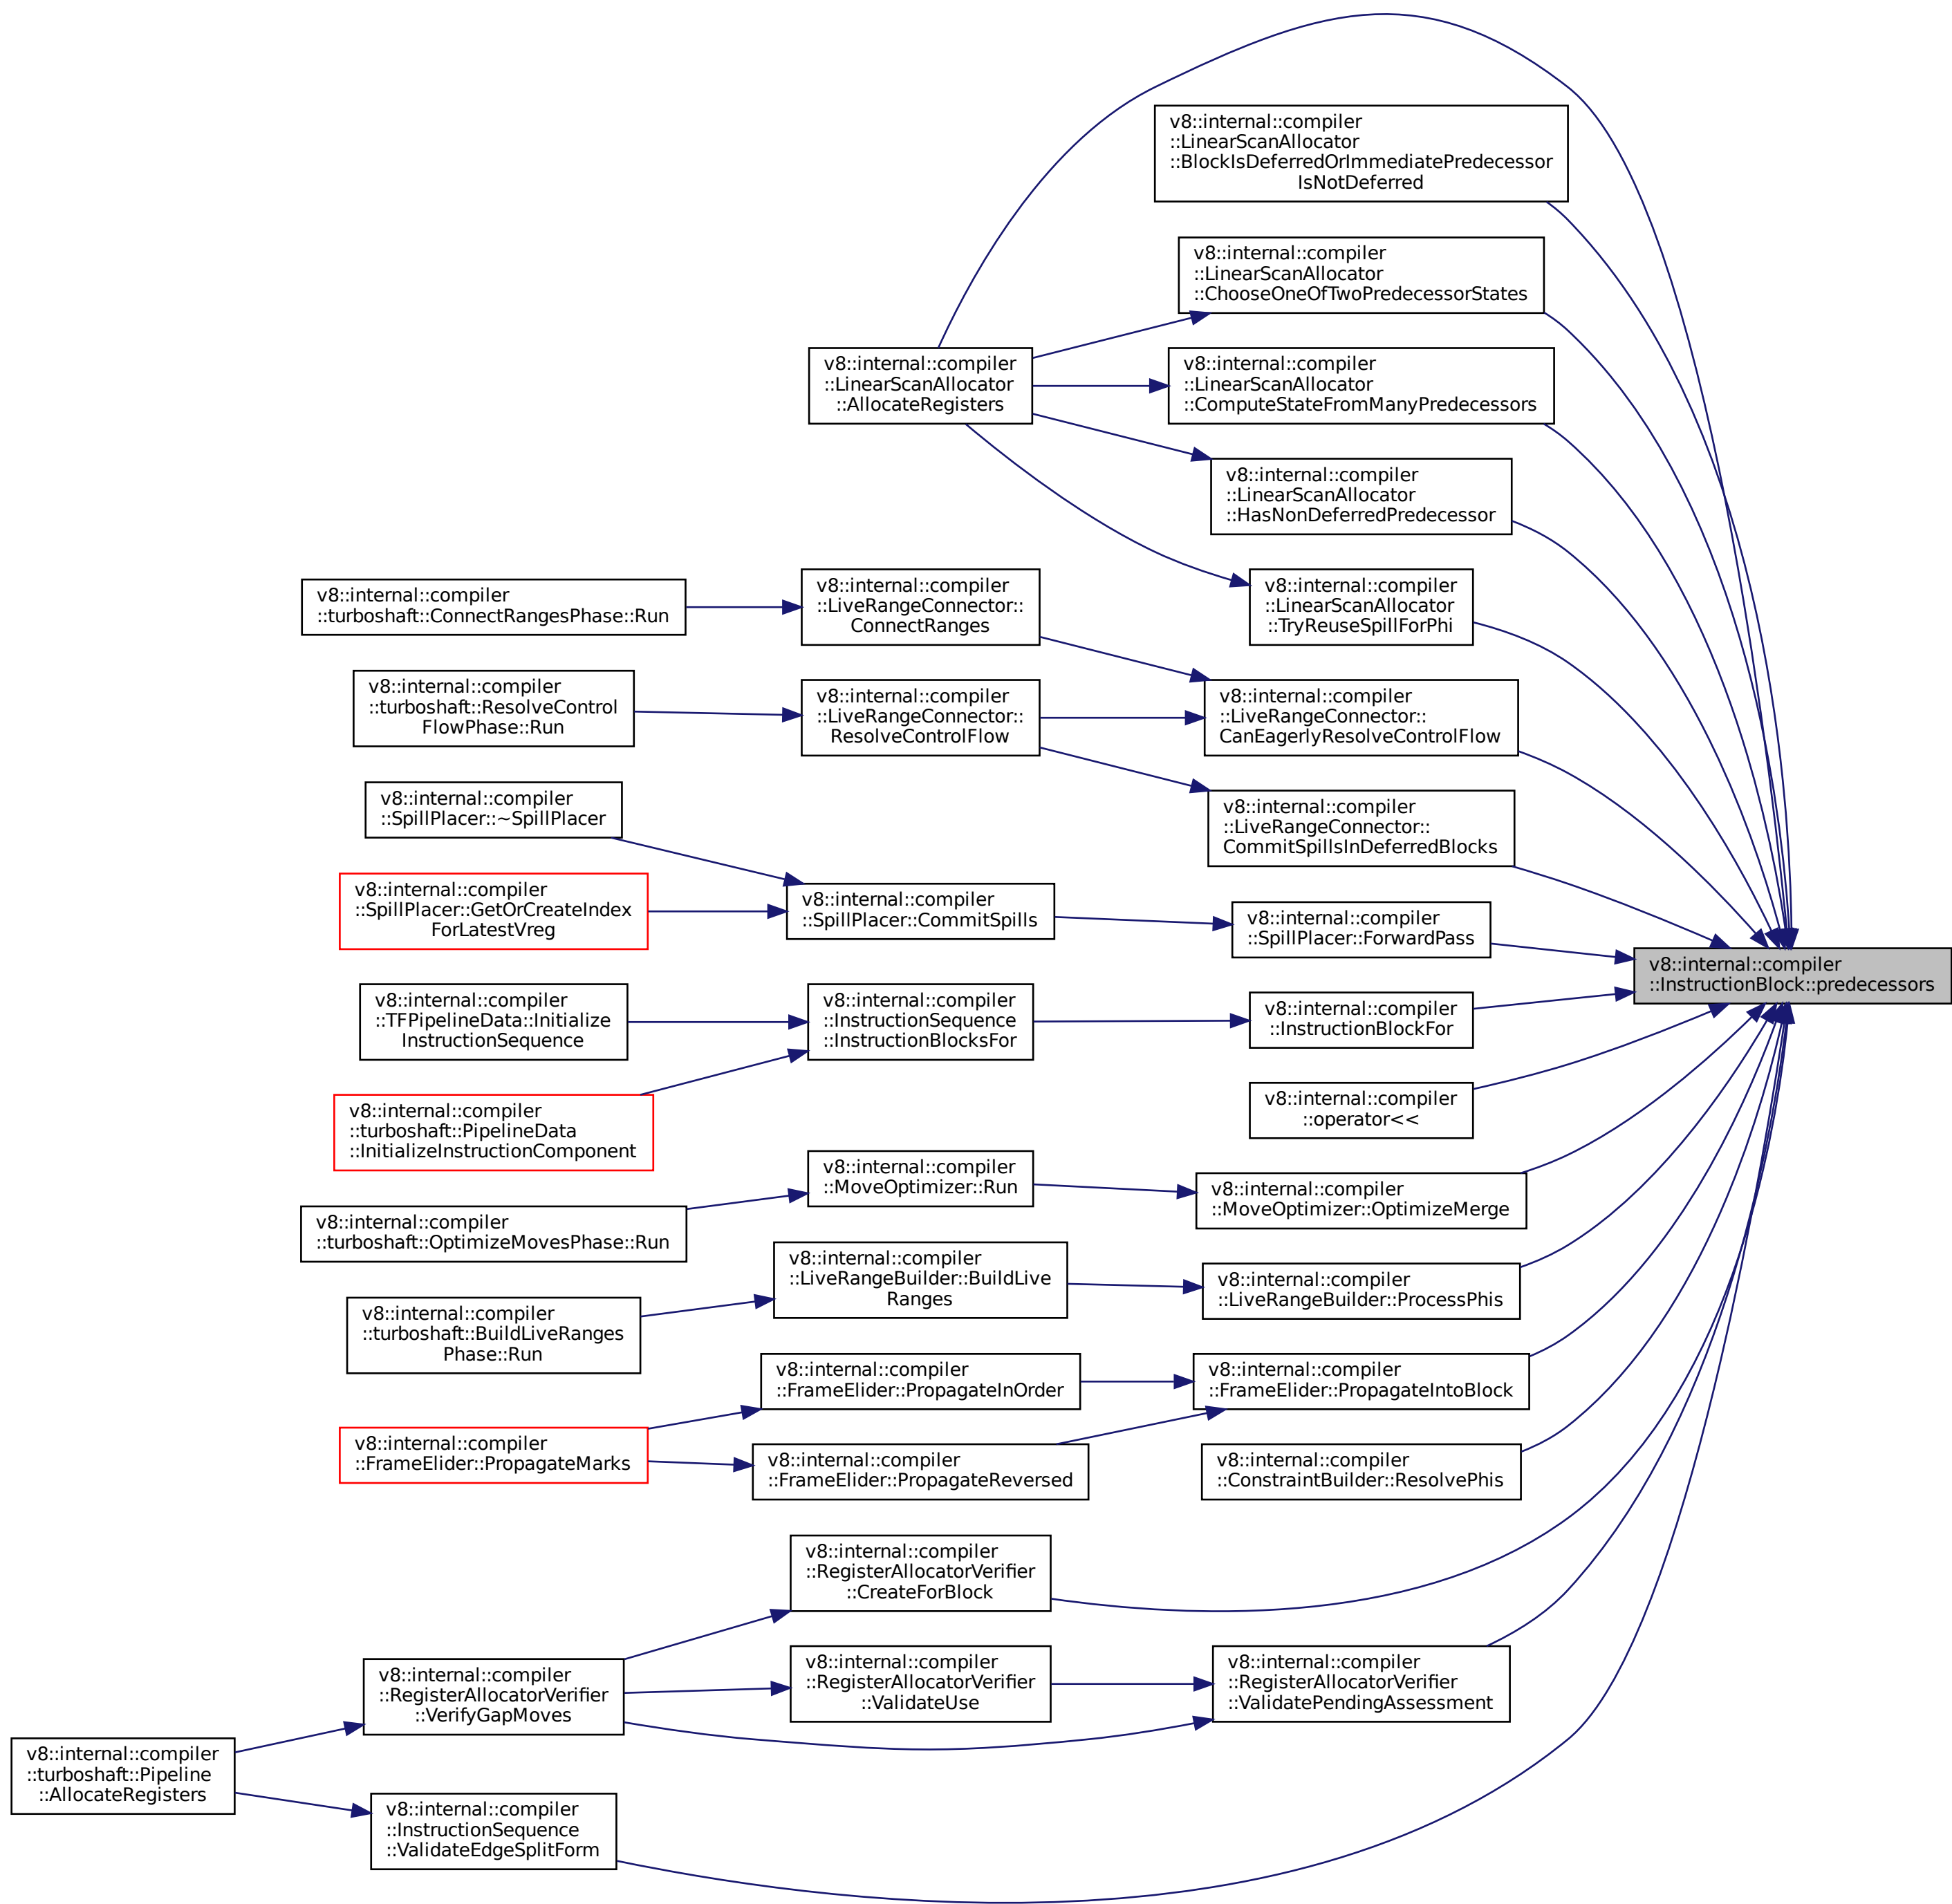 v8::internal::compiler
::LinearScanAllocator
::BlockIsDeferredOrImmediatePredecessor
IsNotDeferred
v8::internal::compiler
::LinearScanAllocator
::ChooseOneOfTwoPredecessorStates
v8::internal::compiler
::LinearScanAllocator
::AllocateRegisters
v8::internal::compiler
::LinearScanAllocator
::ComputeStateFromManyPredecessors
v8::internal::compiler
::LinearScanAllocator
::HasNonDeferredPredecessor
v8::internal::compiler
::turboshaft::ConnectRangesPhase::Run
v8::internal::compiler
::LiveRangeConnector::
ConnectRanges
v8::internal::compiler
::LinearScanAllocator
::TryReuseSpillForPhi
v8::internal::compiler
::turboshaft::ResolveControl
FlowPhase::Run
v8::internal::compiler
::LiveRangeConnector::
ResolveControlFlow
v8::internal::compiler
::LiveRangeConnector::
CanEagerlyResolveControlFlow
v8::internal::compiler
::SpillPlacer::~SpillPlacer
v8::internal::compiler
::LiveRangeConnector::
CommitSpillsInDeferredBlocks
v8::internal::compiler
::SpillPlacer::GetOrCreateIndex
ForLatestVreg
v8::internal::compiler
::SpillPlacer::CommitSpills
v8::internal::compiler
::SpillPlacer::ForwardPass
v8::internal::compiler
::InstructionBlock::predecessors
v8::internal::compiler
::TFPipelineData::Initialize
InstructionSequence
v8::internal::compiler
::InstructionSequence
::InstructionBlocksFor
v8::internal::compiler
::InstructionBlockFor
v8::internal::compiler
::turboshaft::PipelineData
::InitializeInstructionComponent
v8::internal::compiler
::operator<<
v8::internal::compiler
::MoveOptimizer::Run
v8::internal::compiler
::MoveOptimizer::OptimizeMerge
v8::internal::compiler
::turboshaft::OptimizeMovesPhase::Run
v8::internal::compiler
::LiveRangeBuilder::BuildLive
Ranges
v8::internal::compiler
::LiveRangeBuilder::ProcessPhis
v8::internal::compiler
::turboshaft::BuildLiveRanges
Phase::Run
v8::internal::compiler
::FrameElider::PropagateInOrder
v8::internal::compiler
::FrameElider::PropagateIntoBlock
v8::internal::compiler
::FrameElider::PropagateMarks
v8::internal::compiler
::FrameElider::PropagateReversed
v8::internal::compiler
::ConstraintBuilder::ResolvePhis
v8::internal::compiler
::RegisterAllocatorVerifier
::CreateForBlock
v8::internal::compiler
::RegisterAllocatorVerifier
::VerifyGapMoves
v8::internal::compiler
::RegisterAllocatorVerifier
::ValidateUse
v8::internal::compiler
::RegisterAllocatorVerifier
::ValidatePendingAssessment
v8::internal::compiler
::turboshaft::Pipeline
::AllocateRegisters
v8::internal::compiler
::InstructionSequence
::ValidateEdgeSplitForm